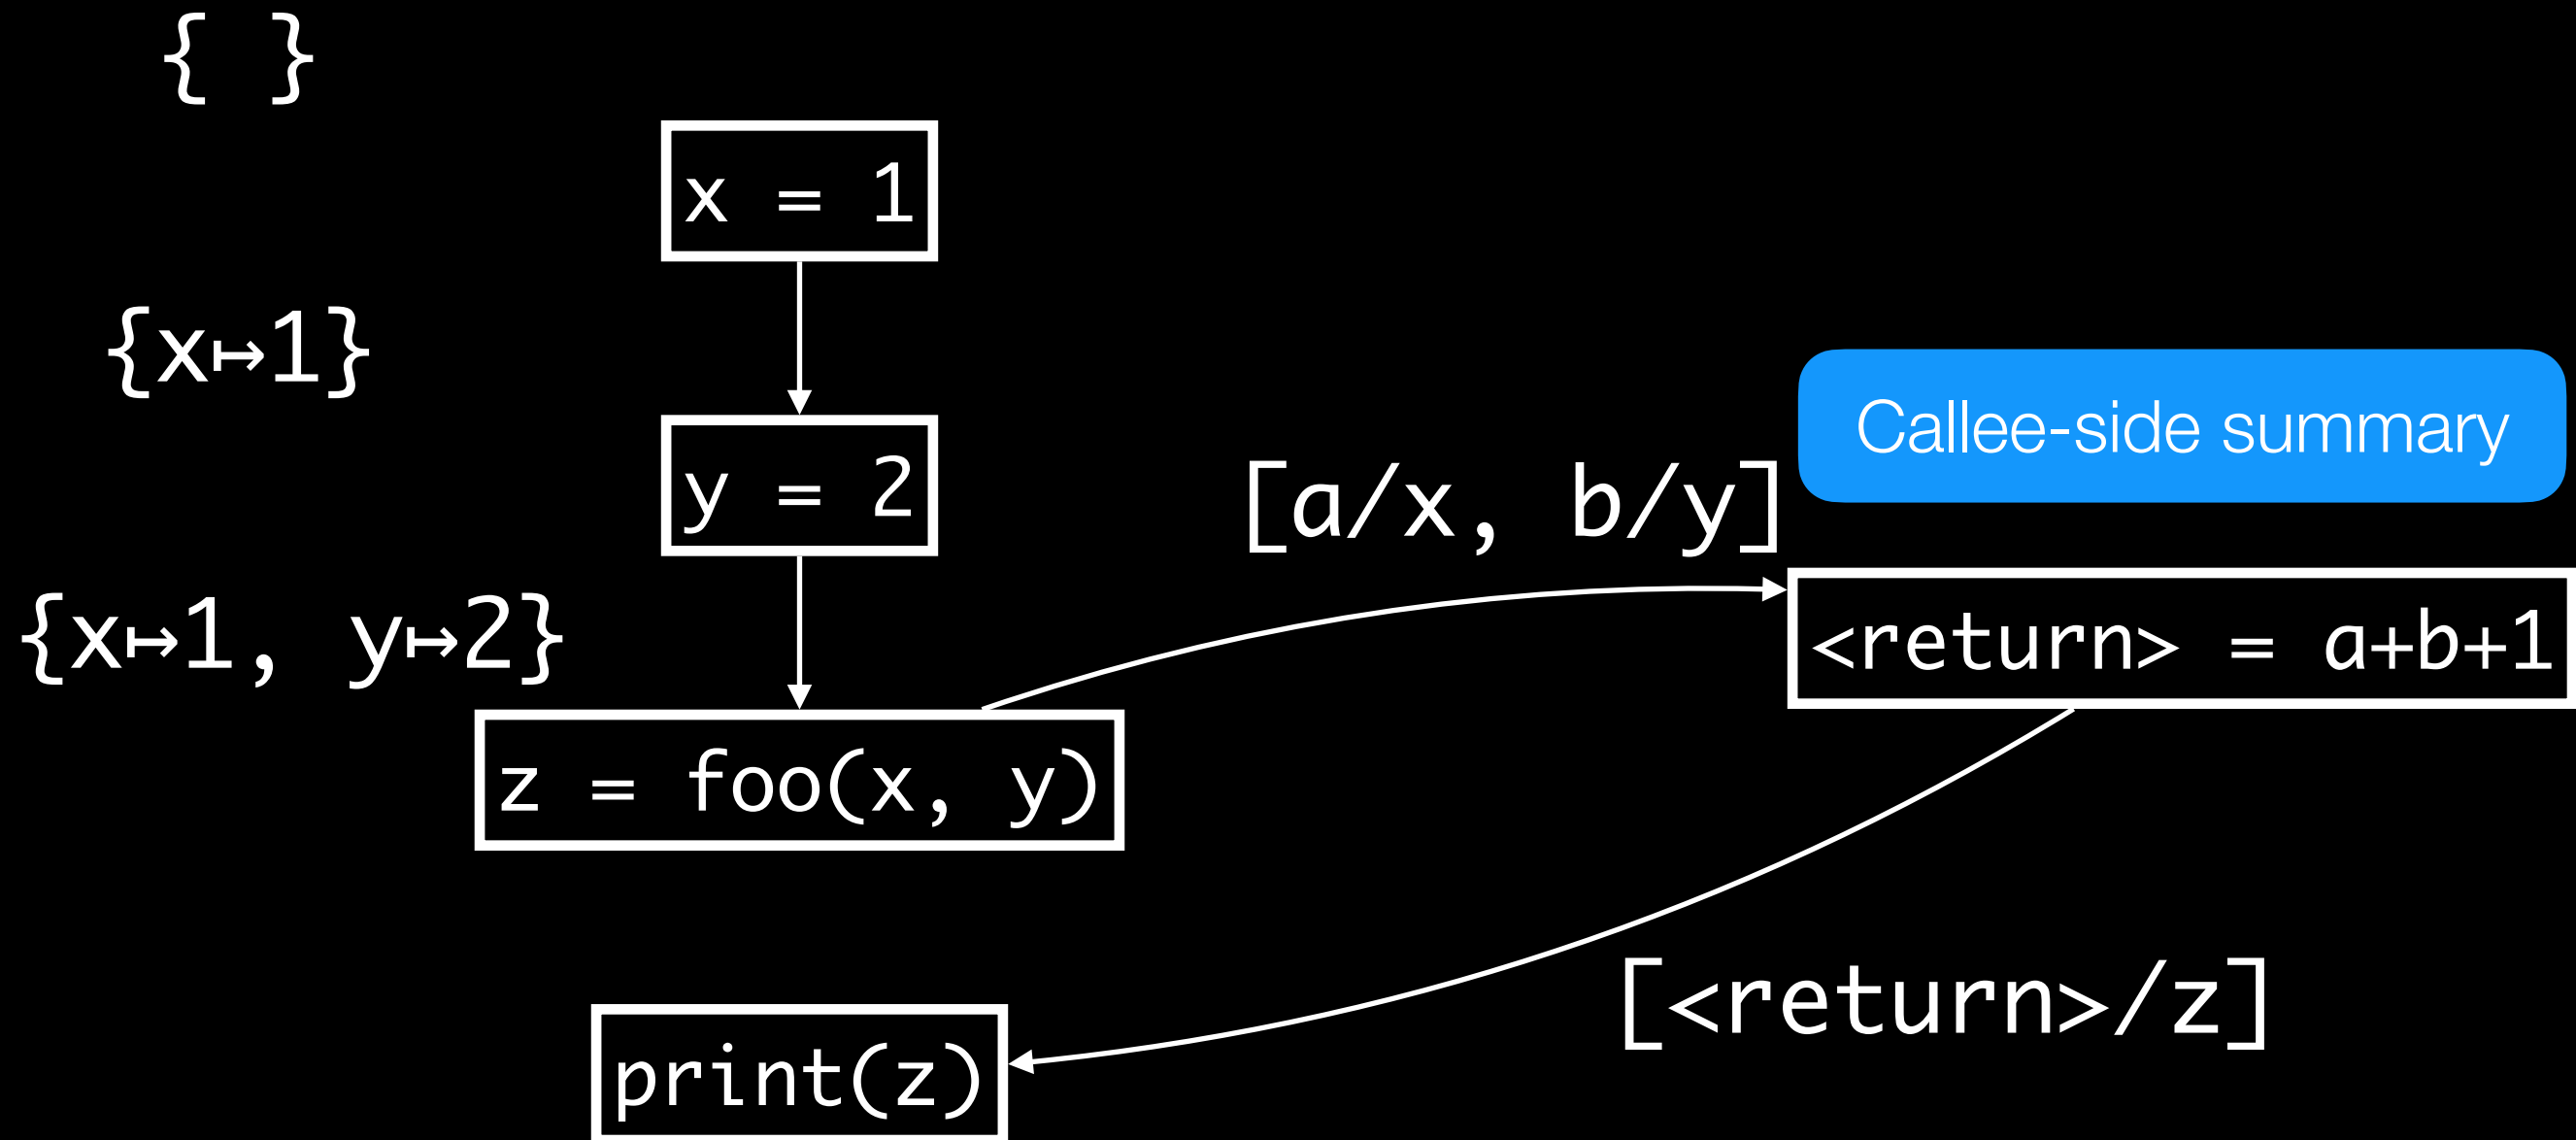 { }
x = 1
{x↦1}
Callee-side summary
y = 2
[a/x, b/y]
{x↦1, y↦2}
<return> = a+b+1
z = foo(x, y)
[<return>/z]
print(z)